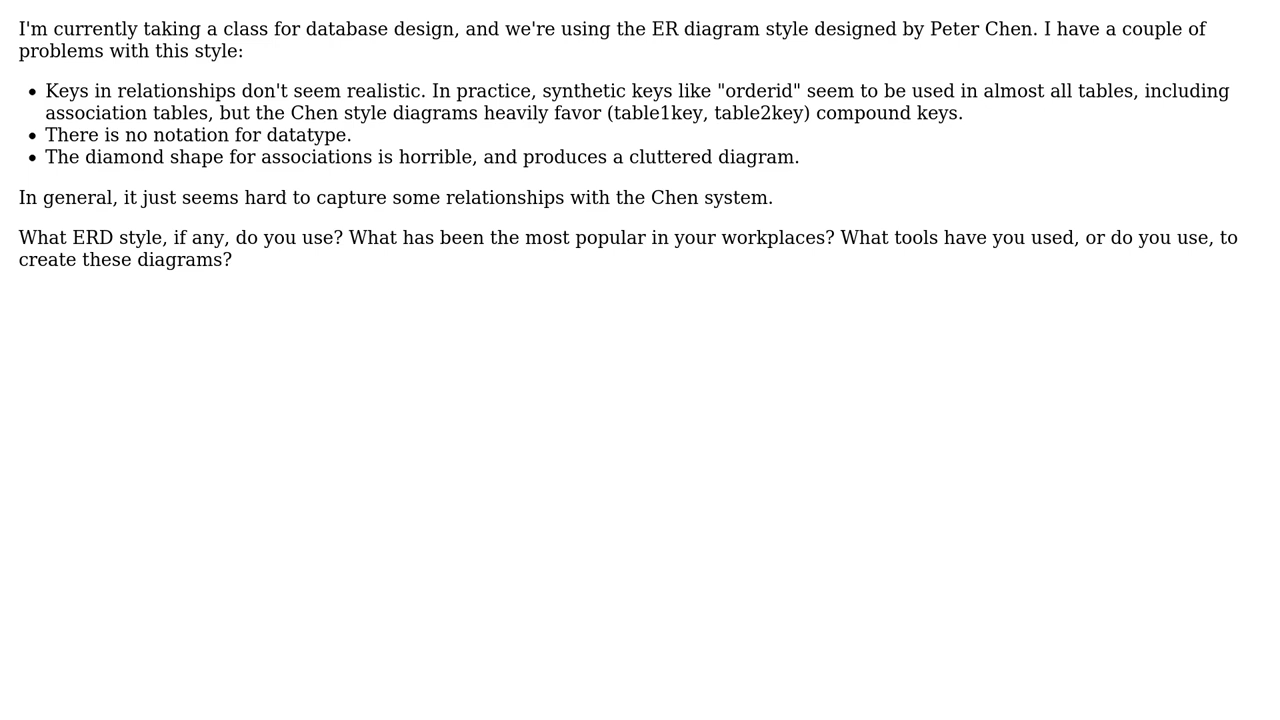 I'm currently taking a class for database design, and we're using the ER diagram style designed by Peter Chen. I have a couple of
problems with this style:
• Keys in relationships don't seem realistic. In practice, synthetic keys like "orderid" seem to be used in almost all tables, including
association tables, but the Chen style diagrams heavily favor (table1key, table2key) compound keys.
• There is no notation for datatype.
• The diamond shape for associations is horrible, and produces a cluttered diagram.
In general, it just seems hard to capture some relationships with the Chen system.
What ERD style, if any, do you use? What has been the most popular in your workplaces? What tools have you used, or do you use, to
create these diagrams?